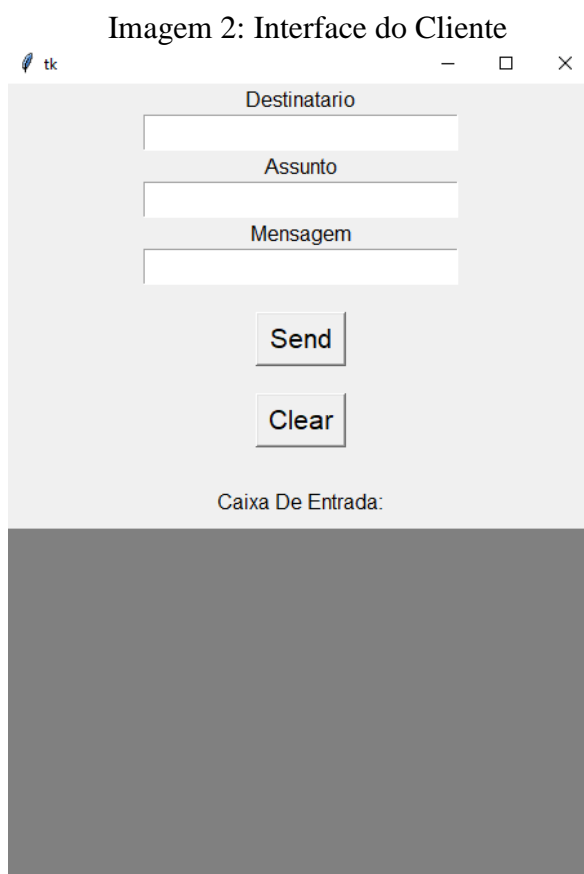 Imagem 2: Interface do Cliente
tk
Destinatario
Assunto
Mensagem
Send
Clear
Caixa De Entrada: